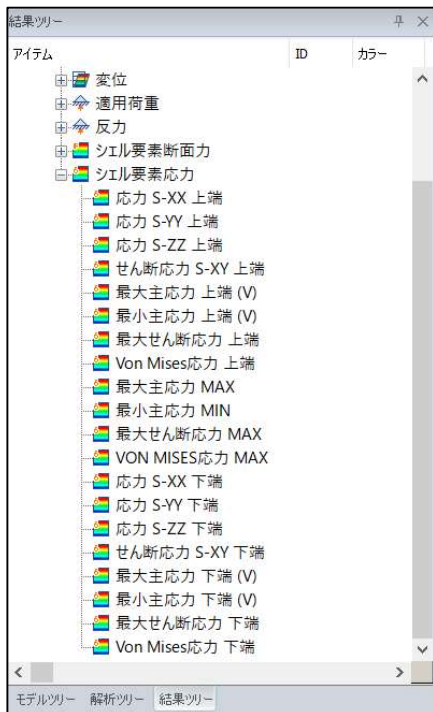 結果ツリー
アイテム ID カラー
変位
適用荷重
反力
シェル要素断面力
シェル要素応力
応力 S-XX 上端
応力 S-YY 上端
応力 S-ZZ 上端
せん断応力 S-XY 上端
最大主応力 上端 (V)
最小主応力 上端 (V)
最大せん断応力 上端
Von Mises応力 上端
最大主応力 MAX
最小主応力 MIN
最大せん断応力 MAX
VON MISES応力 MAX
応力 S-XX 下端
応力 S-YY 下端
応力 S-ZZ 下端
せん断応力 S-XY 下端
最大主応力 下端 (V)
最小主応力 下端 (V)
最大せん断応力 下端
Von Mises応力 下端
モデルツリー 解析ツリー 結果ツリー